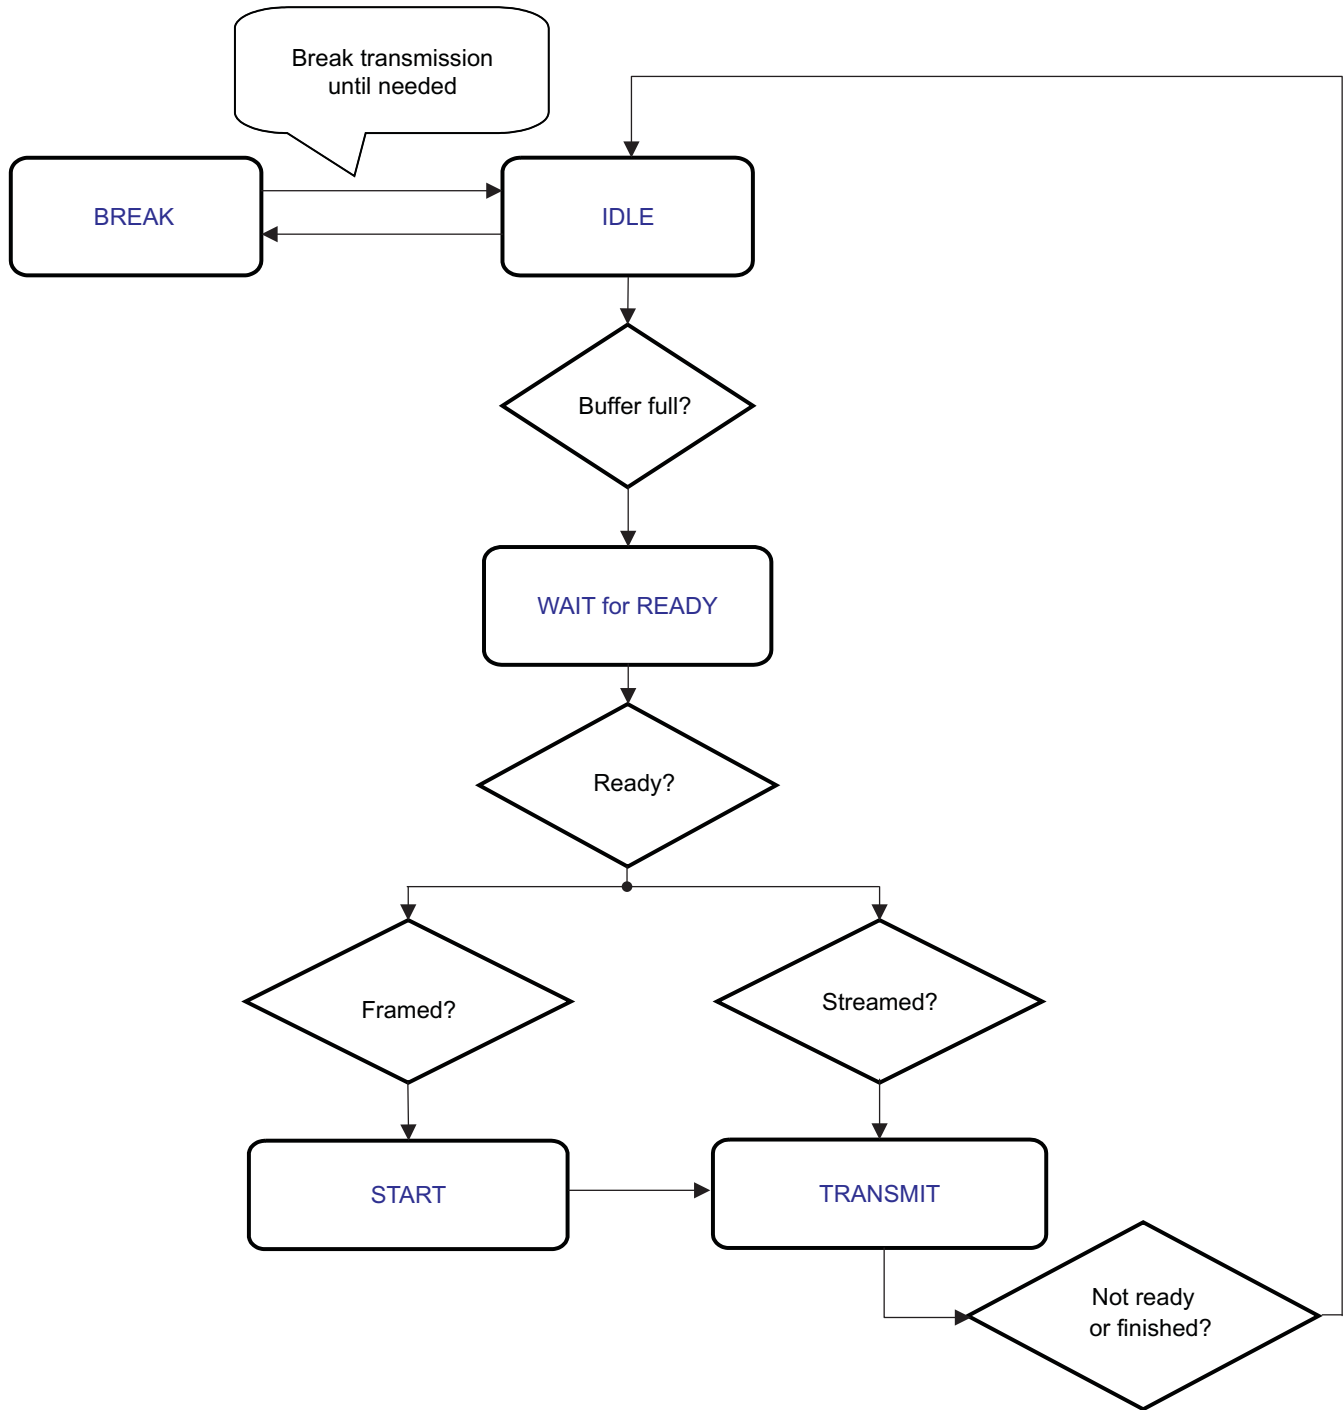 Break transmission
until needed
BREAK
IDLE
Buffer full?
WAIT for READY
Ready?
Framed?
Streamed?
START
TRANSMIT
Not ready
or finished?